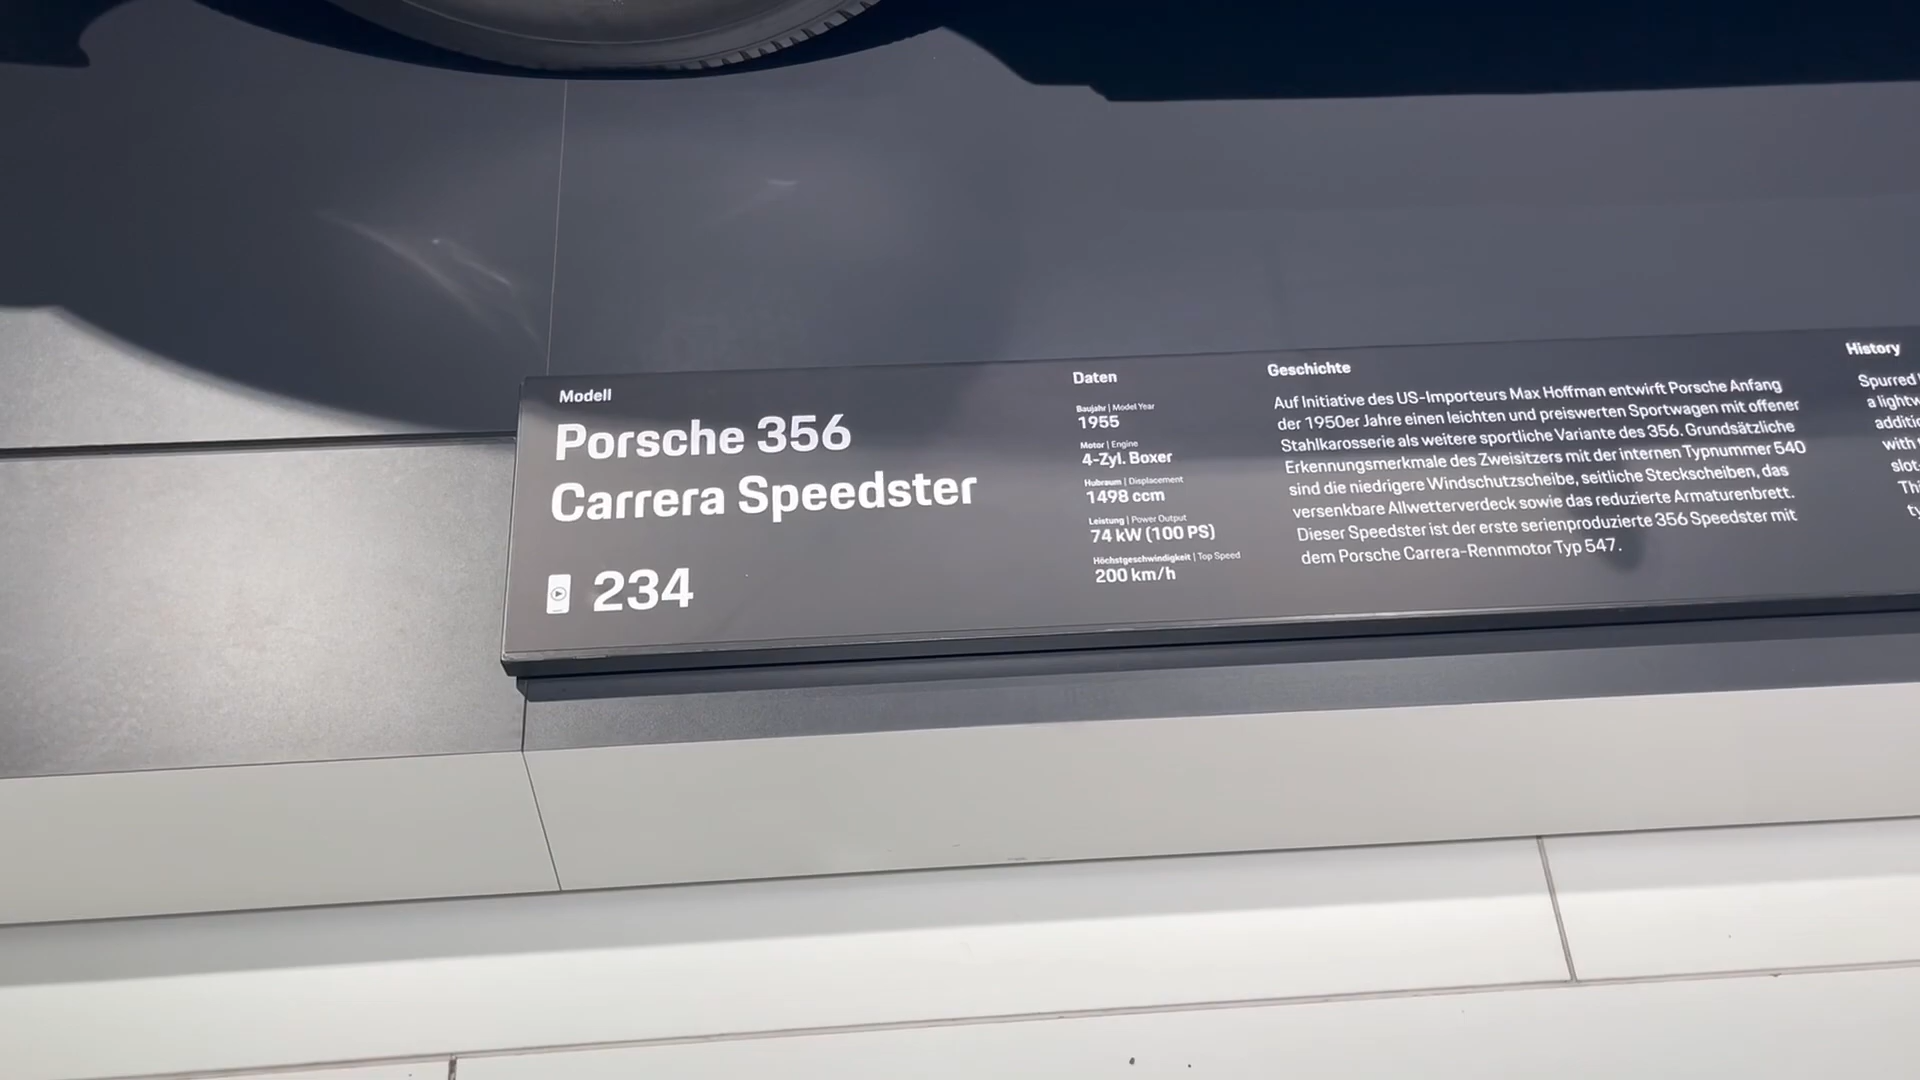 Modell
Porsche 356
Carrera Speedster
234
Daten
Baujahr | Model Year
1955
Motor | Engine
4-Zyl. Boxer
Hubraum | Displacement
1498 ccm
Leistung | Power Output
74 kW (100 PS)
Höchstgeschwindigkeit | Top Speed
200 km/h
Geschichte
Auf Initiative des US-Importeurs Max Hoffman entwirft Porsche Anfang
der 1950er Jahre einen leichten und preiswerten Sportwagen mit offener
Stahlkarosserie als weitere sportliche Variante des 356. Grundsätzliche
Erkennungsmerkmale des Zweisitzers mit der internen Typnummer 540
sind die niedrigere Windschutzscheibe, seitliche Steckscheiben, das
versenkbare Allwetterverdeck sowie das reduzierte Armaturenbrett.
Dieser Speedster ist der erste serienproduzierte 356 Speedster mit
dem Porsche Carrera-Rennmotor Typ 547.
History
Spurred
a
with